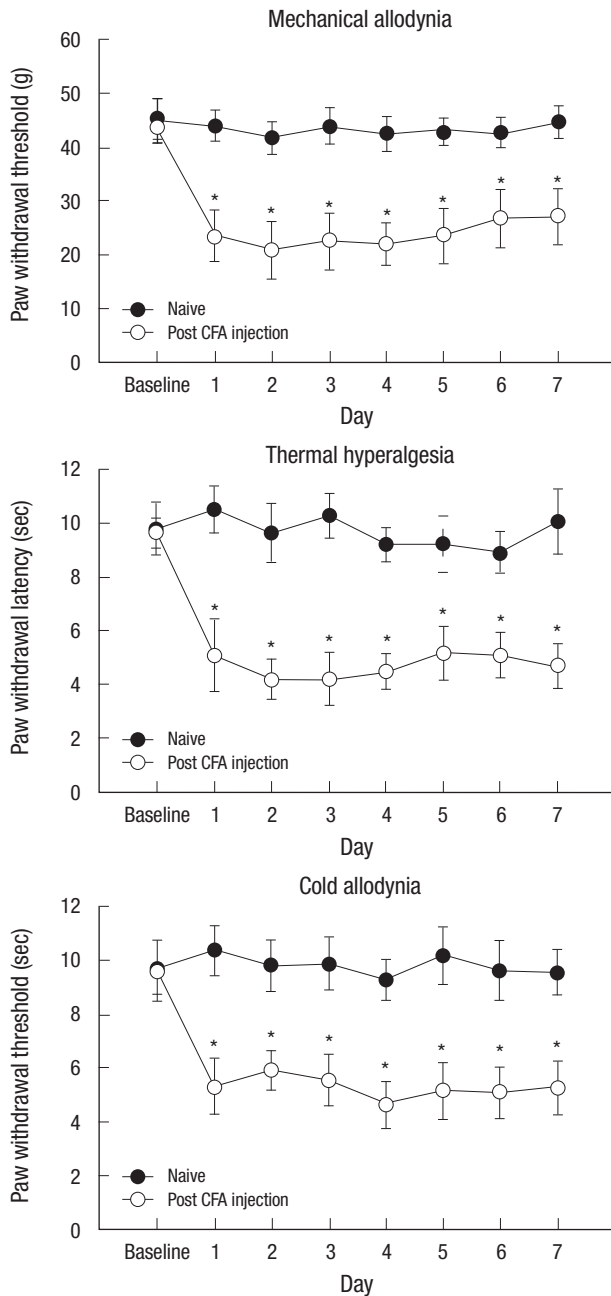 Mechanical allodynia
Paw withdrawal threshold (g)
60
50
40
30
20
10
0
* * * * * * *
Naive
Post CFA injection
Baseline 1 2 3 4 5 6 7
Day
Thermal hyperalgesia
Paw withdrawal latency (sec)
12
10
8
6
4
2
0
* * * * * * *
Naive
Post CFA injection
Baseline 1 2 3 4 5 6 7
Day
Cold allodynia
Paw withdrawal threshold (sec)
12
10
8
6
4
2
0
* * * * * * *
Naive
Post CFA injection
Baseline 1 2 3 4 5 6 7
Day